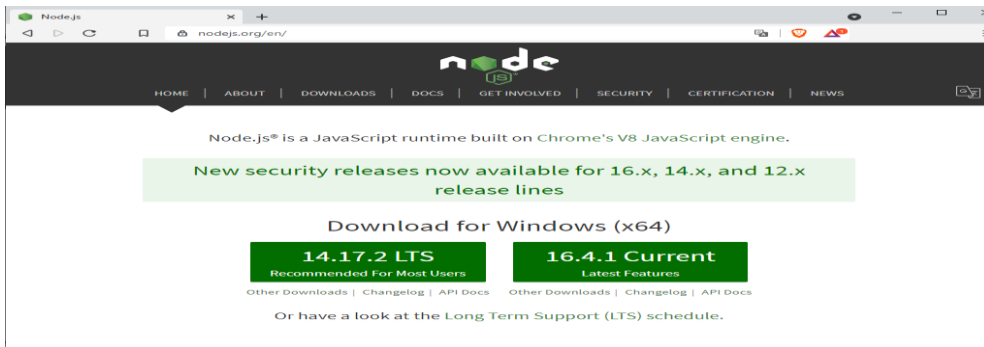 Node.js
nodejs.org/en/
node
JS
HOME | ABOUT | DOWNLOADS | DOCS | GET INVOLVED | SECURITY | CERTIFICATION | NEWS
Node.js® is a JavaScript runtime built on Chrome's V8 JavaScript engine.
New security releases now available for 16.x, 14.x, and 12.x
release lines
Download for Windows (x64)
14.17.2 LTS
Recommended For Most Users
16.4.1 Current
Latest Features
Other Downloads | Changelog | API Docs
Other Downloads | Changelog | API Docs
Or have a look at the Long Term Support (LTS) schedule.